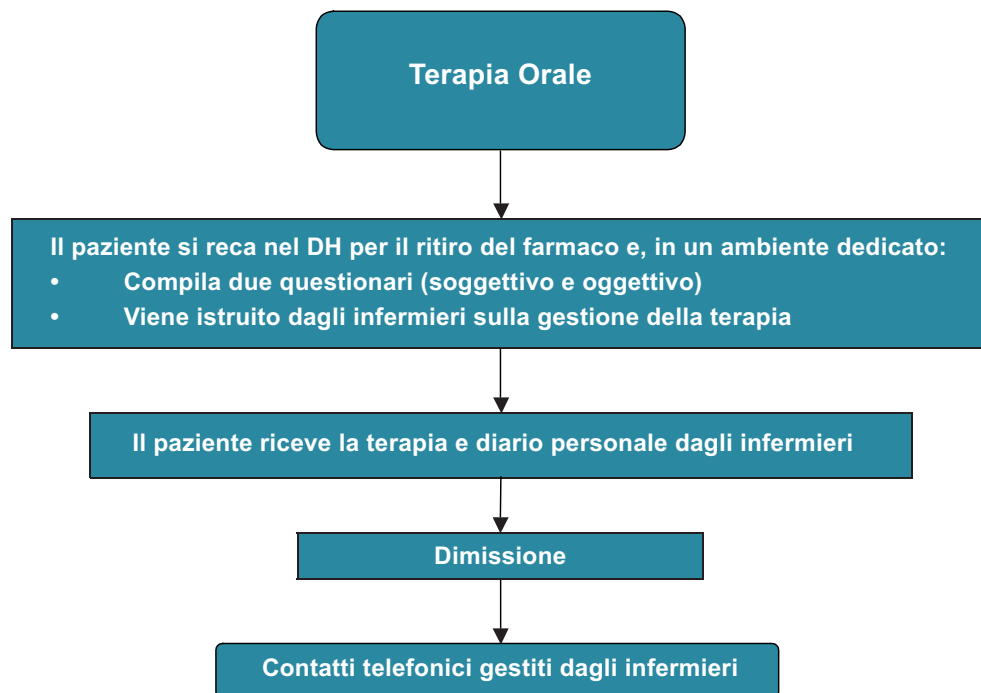 Terapia Orale
Il paziente si reca nel DH per il ritiro del farmaco e, in un ambiente dedicato:
• Compila due questionari (soggettivo e oggettivo)
• Viene istruito dagli infermieri sulla gestione della terapia
Il paziente riceve la terapia e diario personale dagli infermieri
Dimissione
Contatti telefonici gestiti dagli infermieri